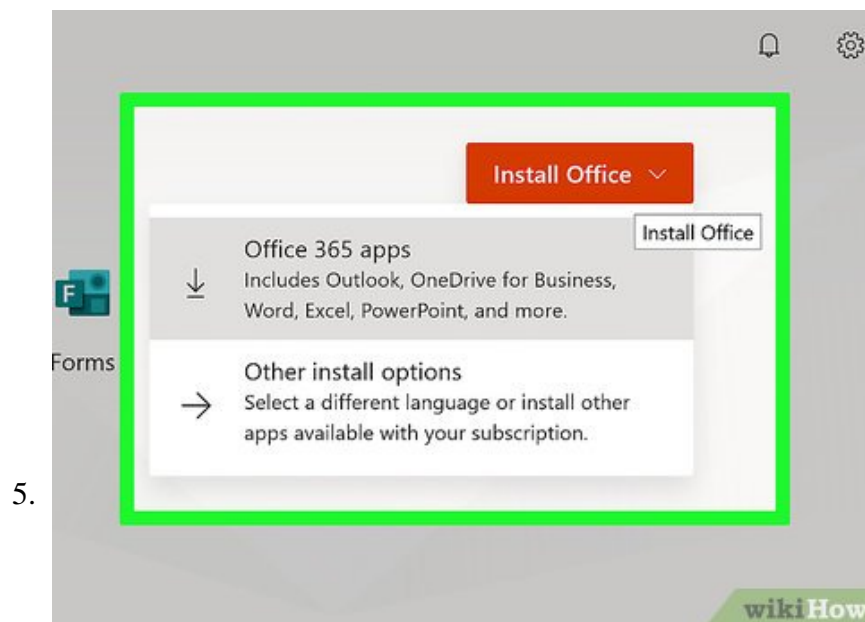 Install Office
Install Office
Office 365 apps
Includes Outlook, OneDrive for Business,
Word, Excel, PowerPoint, and more.
F
Forms
Other install options
Select a different language or install other
apps available with your subscription.
5.
wikiHow